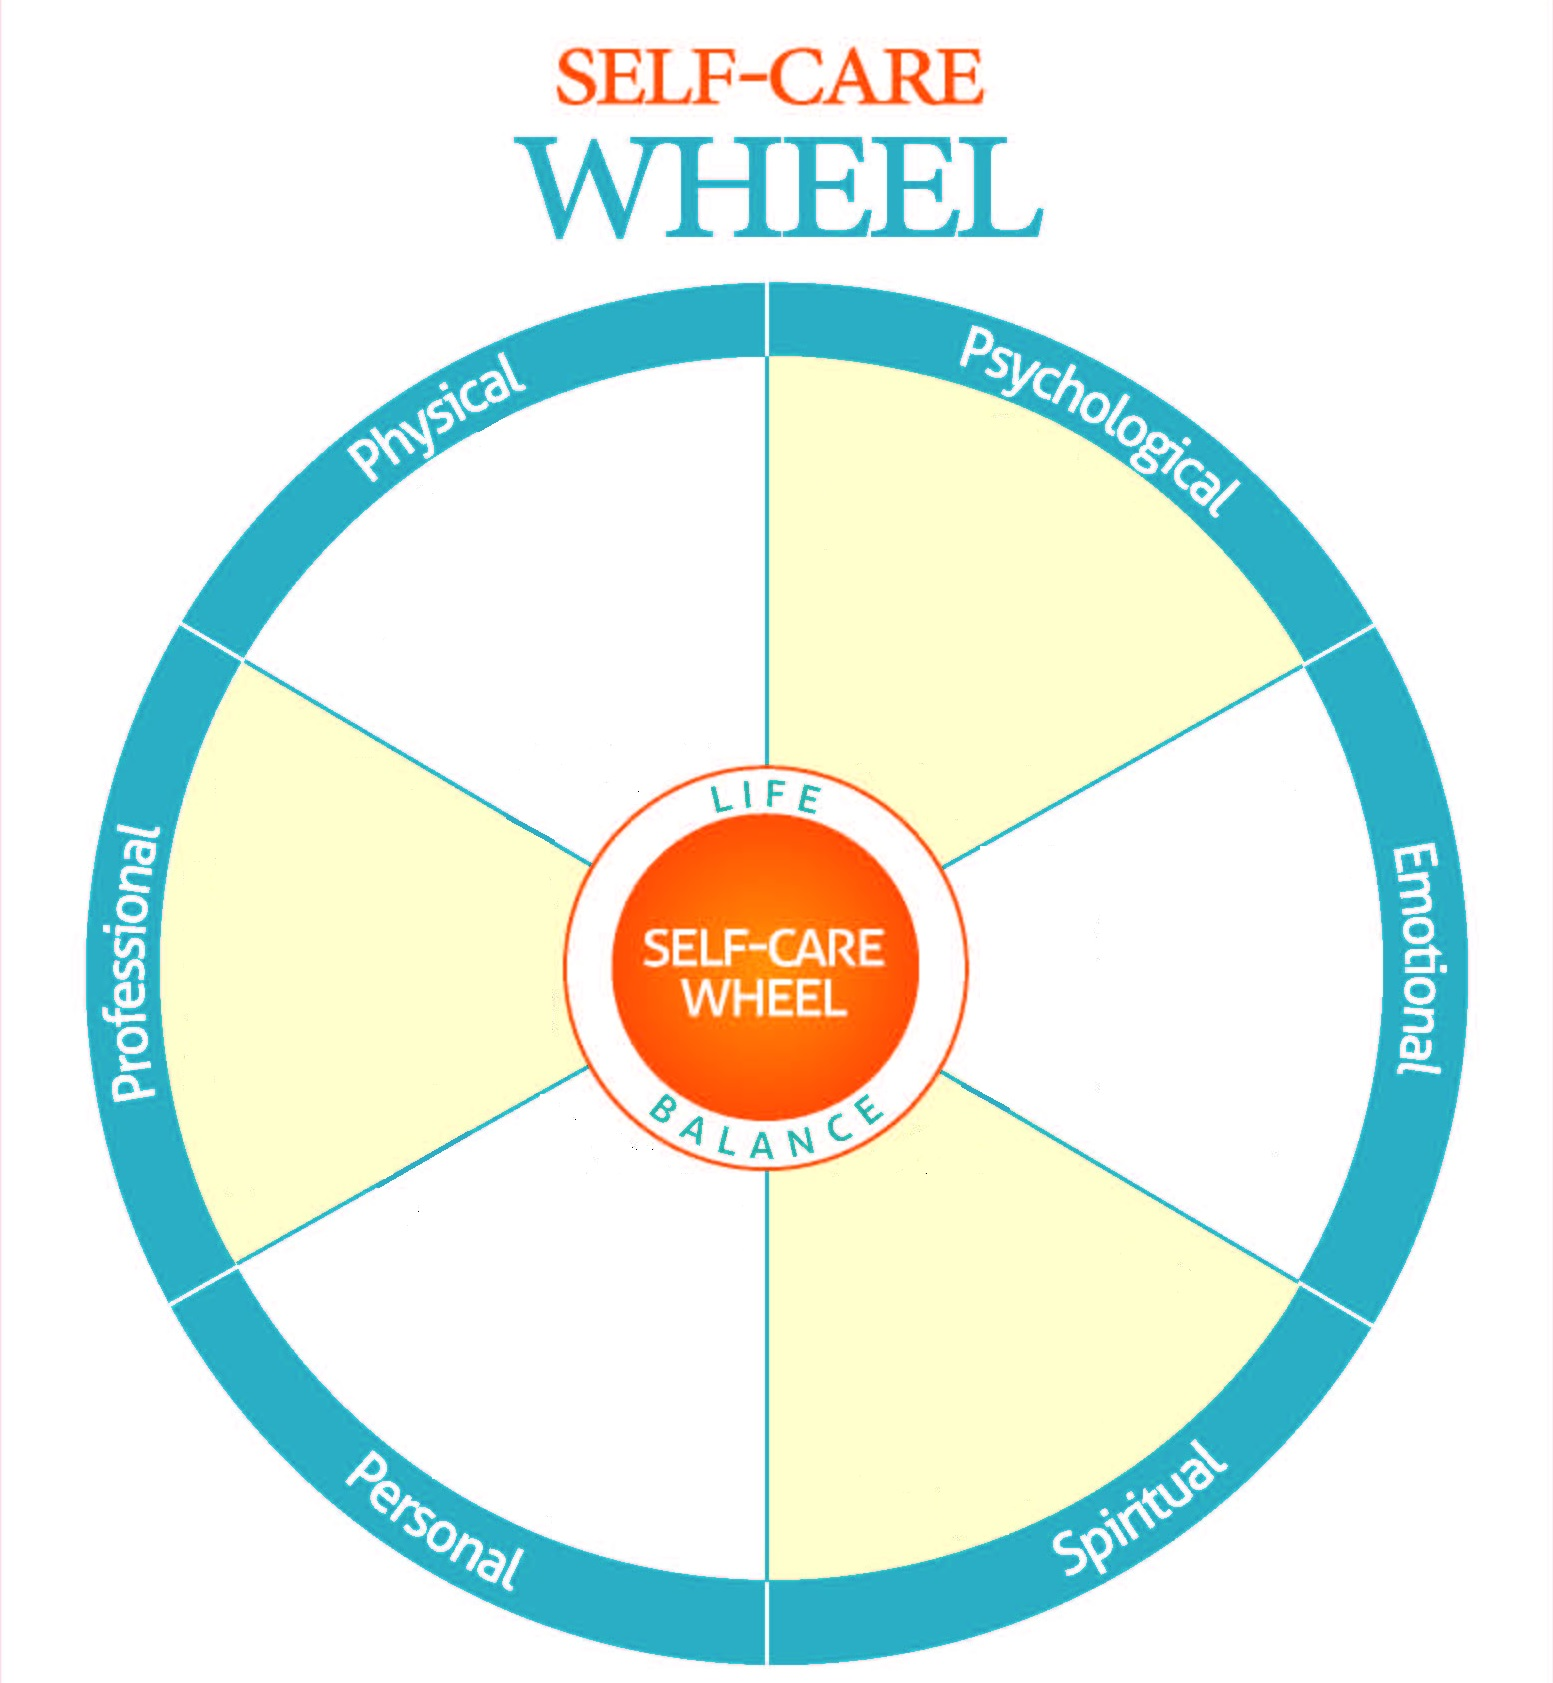 SELF-CARE
WHEEL
Physical
Psychological
Professional
Emotional
LIFE
SELF-CARE
WHEEL
BALANCE
Personal
Spiritual